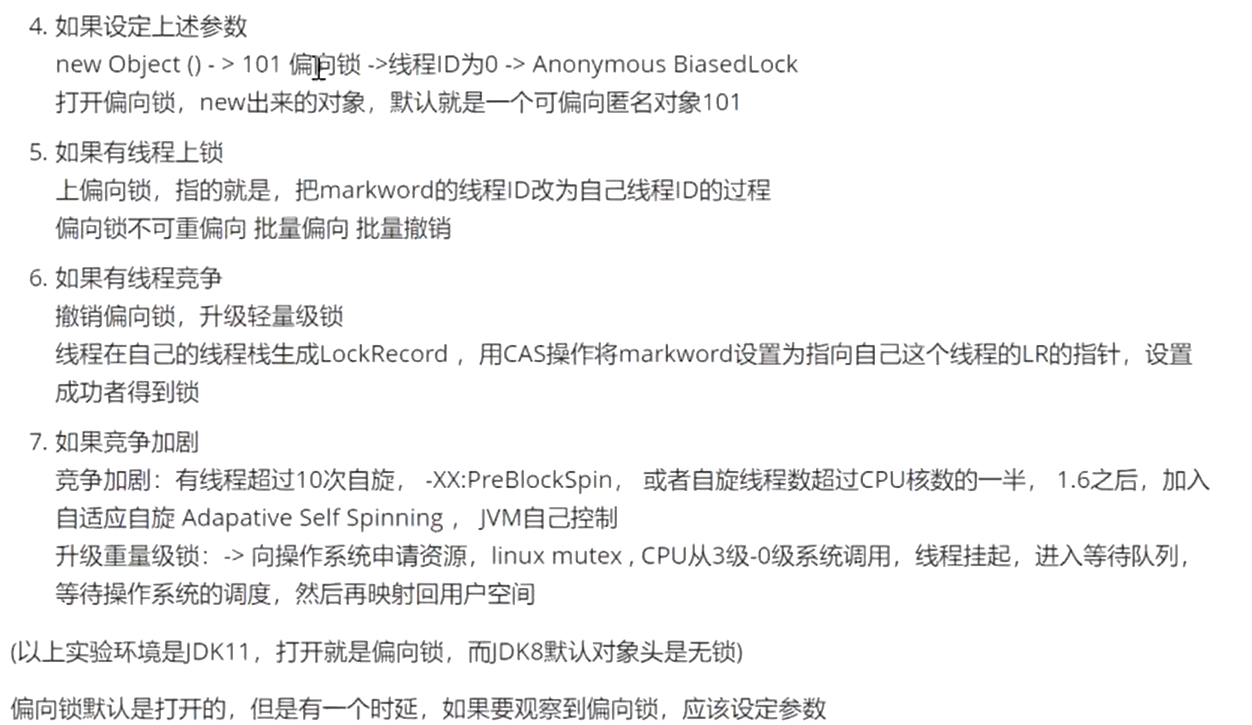 4. 如果设定上述参数
new Object () - > 101 偏向锁 ->线程ID为0 -> Anonymous BiasedLock
打开偏向锁，new出来的对象，默认就是一个可偏向匿名对象101
5. 如果有线程上锁
上偏向锁，指的就是，把markword的线程ID改为自己线程ID的过程
偏向锁不可重偏向 批量偏向 批量撤销
6. 如果有线程竞争
撤销偏向锁，升级轻量级锁
线程在自己的线程栈生成LockRecord ，用CAS操作将markword设置为指向自己这个线程的LR的指针，设置
成功者得到锁
7. 如果竞争加剧
竞争加剧：有线程超过10次自旋， -XX:PreBlockSpin， 或者自旋线程数超过CPU核数的一半， 1.6之后，加入
自适应自旋 Adapative Self Spinning ， JVM自己控制
升级重量级锁：-> 向操作系统申请资源，linux mutex , CPU从3级-0级系统调用，线程挂起，进入等待队列，
等待操作系统的调度，然后再映射回用户空间
(以上实验环境是JDK11，打开就是偏向锁，而JDK8默认对象头是无锁)
偏向锁默认是打开的，但是有一个时延，如果要观察到偏向锁，应该设定参数